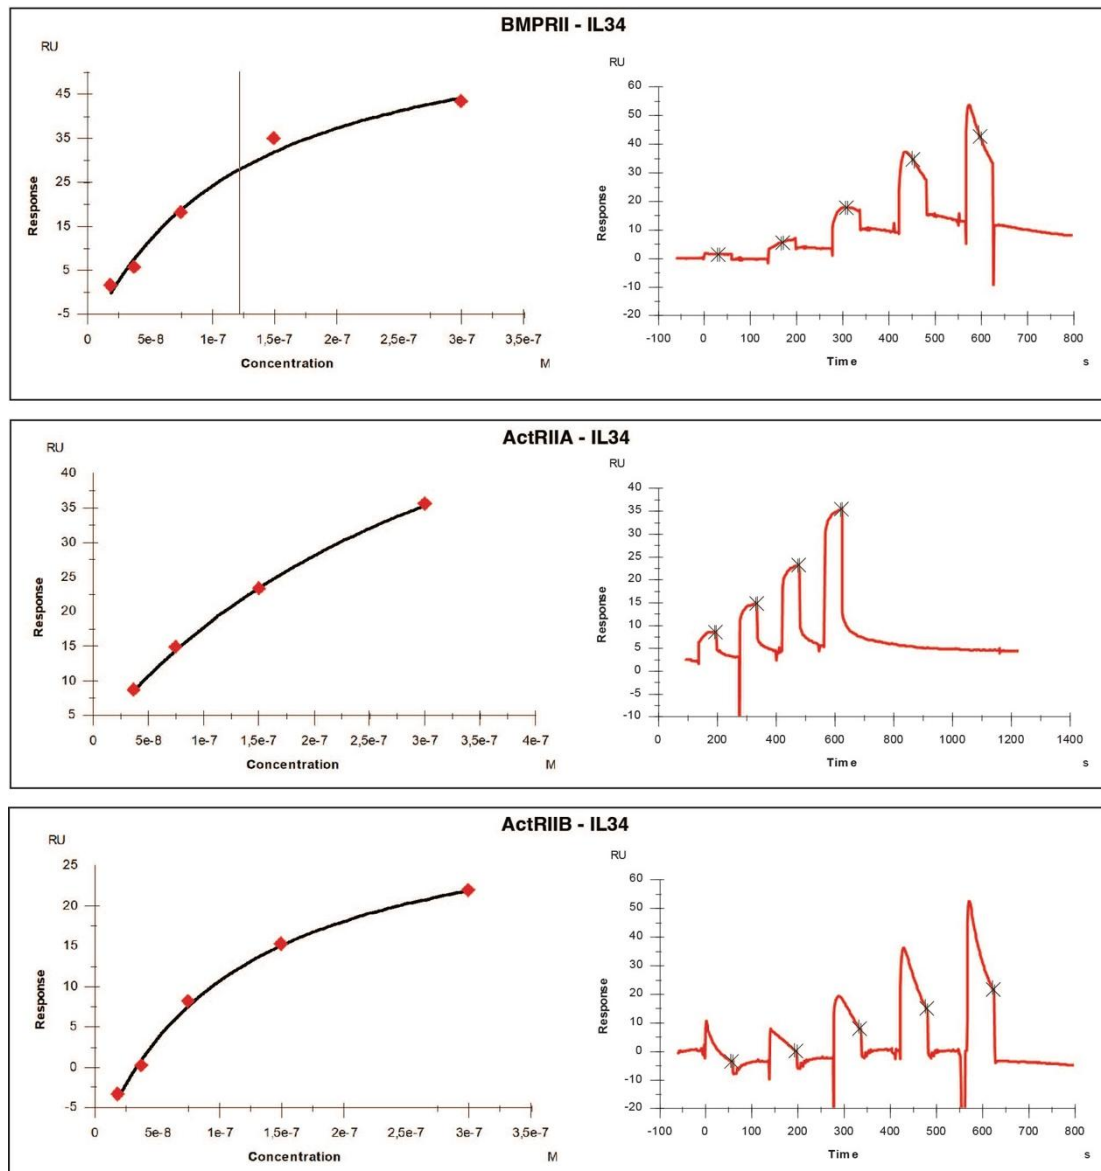 BMPRII - IL34
RU
45
35
25
15
5
-5
Response
0 5e-8 1e-7 1,5e-7 2e-7 2,5e-7 3e-7 3,5e-7
Concentration M
RU
60
50
40
30
20
10
0
-10
-20
Response
-100 0 100 200 300 400 500 600 700 800
Time s
ActRIIA - IL34
RU
40
35
30
25
20
15
10
5
Response
0 5e-8 1e-7 1,5e-7 2e-7 2,5e-7 3e-7 3,5e-7 4e-7
Concentration M
RU
40
35
30
25
20
15
10
5
0
-5
-10
Response
0 200 400 600 800 1000 1200 1400
Time s
ActRIIB - IL34
RU
25
20
15
10
5
0
-5
Response
0 5e-8 1e-7 1,5e-7 2e-7 2,5e-7 3e-7 3,5e-7
Concentration M
RU
60
50
40
30
20
10
0
-10
-20
Response
-100 0 100 200 300 400 500 600 700 800
Time s